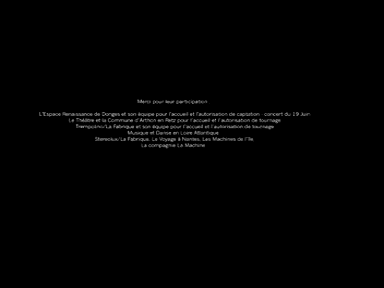 Merci pour leur participation
L'Espace Renaissance de Donges et son équipe pour l'accueil et l'autorisation de captation - concert du 19 Juin
Le Théâtre et la Commune d'Arthon en Retz pour l'accueil et l'autorisation de tournage
Trempolino/La Fabrique et son équipe pour l'accueil et l'autorisation de tournage
Musique et Danse en Loire Atlantique
Stereolux/La Fabrique, Le Voyage à Nantes, Les Machines de l'île
La compagnie La Machine